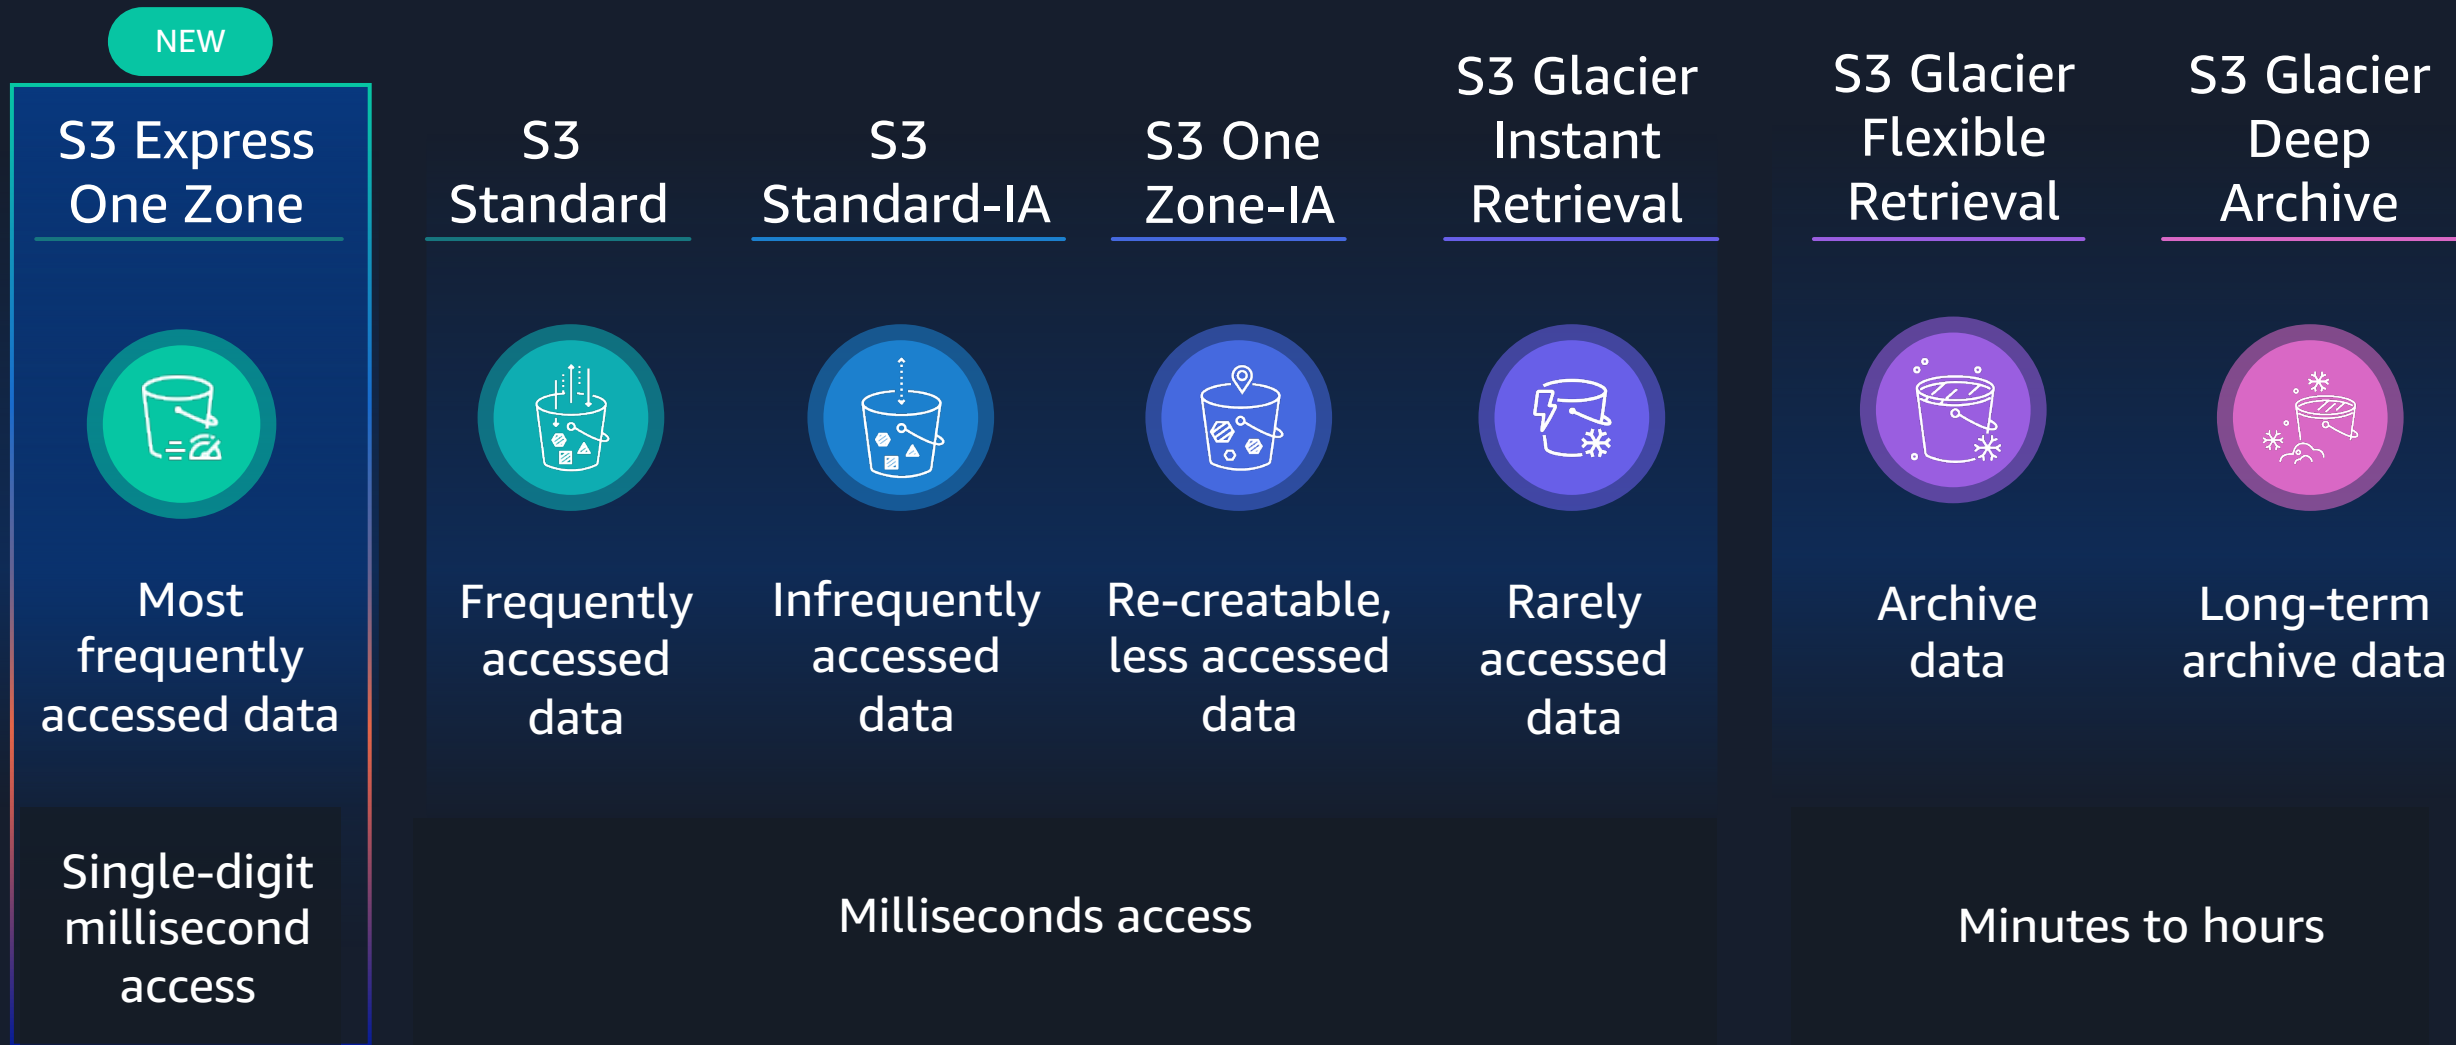 NEW
S3 Express
One Zone
Most
frequently
accessed data
Single-digit
millisecond
access
S3
Standard
Frequently
accessed
data
S3
Standard-IA
Infrequently
accessed
data
S3 One
Zone-IA
Re-creatable,
less accessed
data
S3 Glacier
Instant
Retrieval
Rarely
accessed
data
Milliseconds access
S3 Glacier
Flexible
Retrieval
Archive
data
S3 Glacier
Deep
Archive
Long-term
archive data
Minutes to hours